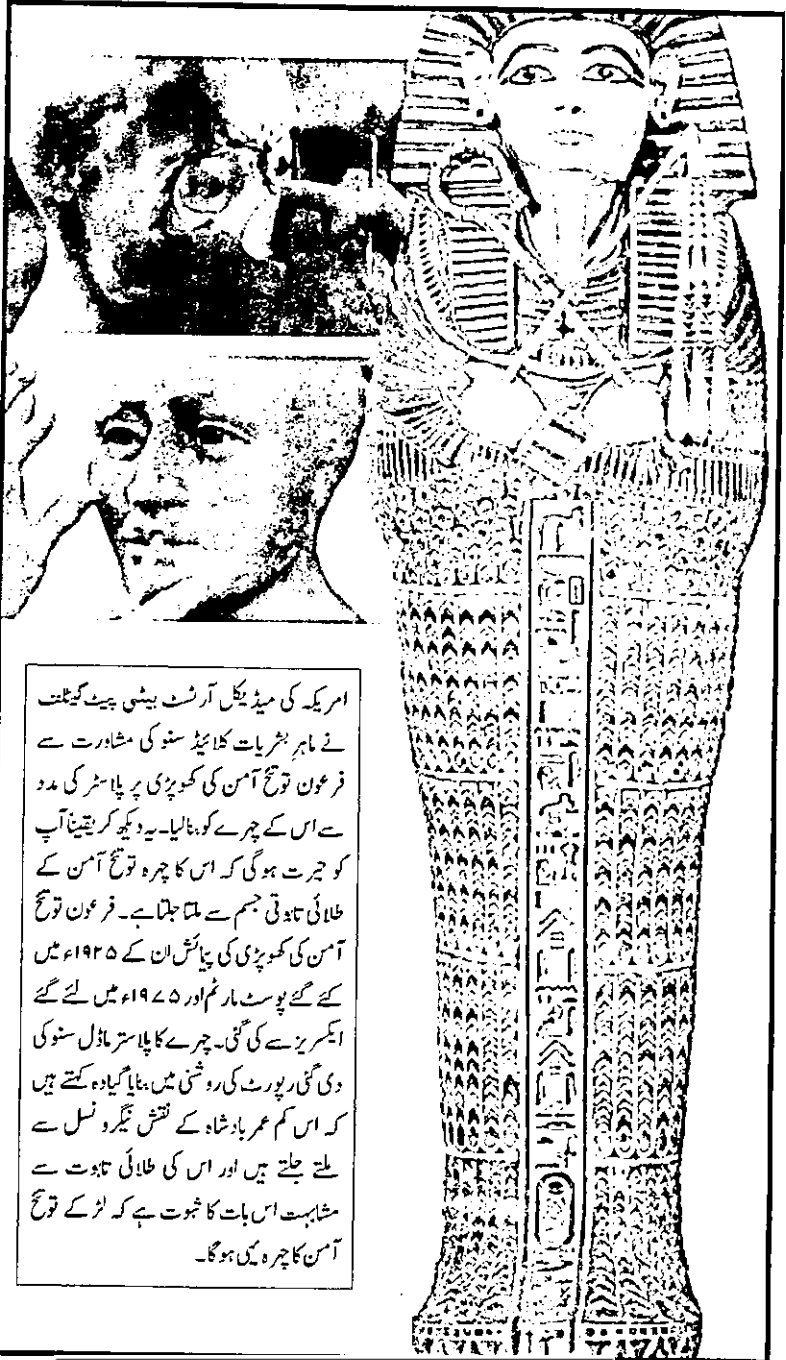 امریکہ کی میڈیکل آرٹسٹ بیٹی پیٹ گیٹلف
نے ماہر بشریات کلائیڈ سنو کی مشاورت سے
فرعون توتخ آمن کی کھوپڑی پر پلاسٹر کی مدد
سے اس کے چہرے کو بنالیا۔ یہ دیکھ کر یقیناً آپ
کو حیرت ہوگی کہ اس کا چہرہ توتخ آمن کے
طلائی تابوتی جسم سے ملتا جلتا ہے۔ فرعون توتخ
آمن کی کھوپڑی کی پیمائش ان کے ۱۹۲۵ء میں
کئے گئے پوسٹ مارٹم اور ۱۹۷۵ء میں لئے گئے
ایکسریز سے کی گئی۔ چہرے کا پلاسٹر ماڈل سنو کی
دی گئی رپورٹ کی روشنی میں بنایا گیا وہ کہتے ہیں
کہ اس کم عمر بادشاہ کے نقش نیگرو نسل سے
ملتے جلتے ہیں اور اس کی طلائی تابوت سے
مشابہت اس بات کا ثبوت ہے کہ لڑکے توتخ
آمن کا چہرہ یہی ہوگا۔